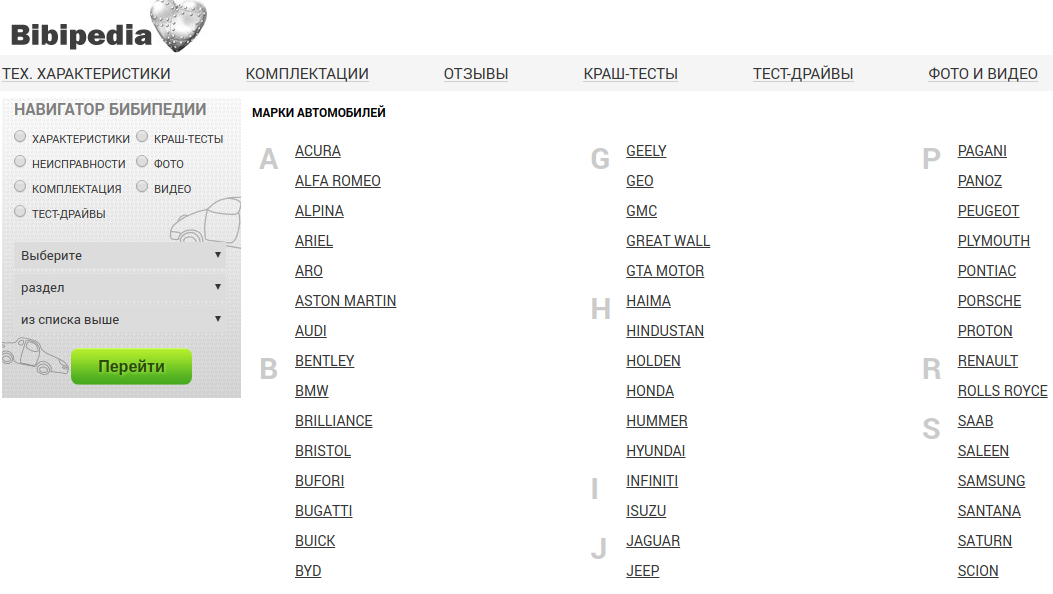 Bibipedia
ТЕХ. ХАРАКТЕРИСТИКИ КОМПЛЕКТАЦИИ ОТЗЫВЫ КРАШ-ТЕСТЫ ТЕСТ-ДРАЙВЫ ФОТО И ВИДЕО
НАВИГАТОР БИБИПЕДИИ
ХАРАКТЕРИСТИКИ КРАШ-ТЕСТЫ
НЕИСПРАВНОСТИ ФОТО
КОМПЛЕКТАЦИЯ ВИДЕО
ТЕСТ-ДРАЙВЫ
Выберите
раздел
из списка выше
Перейти
МАРКИ АВТОМОБИЛЕЙ
A
ACURA
ALFA ROMEO
ALPINA
ARIEL
ARO
ASTON MARTIN
AUDI
B
BENTLEY
BMW
BRILLIANCE
BRISTOL
BUFORI
BUGATTI
BUICK
BYD
G
GEELY
GEO
GMC
GREAT WALL
GTA MOTOR
H
HAIMA
HINDUSTAN
HOLDEN
HONDA
HUMMER
HYUNDAI
I
INFINITI
ISUZU
J
JAGUAR
JEEP
P
PAGANI
PANOZ
PEUGEOT
PLYMOUTH
PONTIAC
PORSCHE
PROTON
R
RENAULT
ROLLS ROYCE
S
SAAB
SALEEN
SAMSUNG
SANTANA
SATURN
SCION